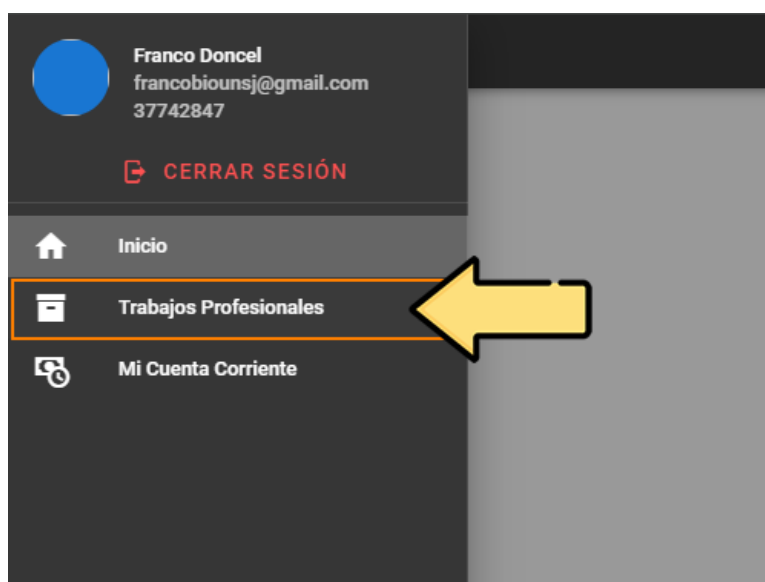 Franco Doncel
francobiounsj@gmail.com
37742847
CERRAR SESIÓN
Inicio
Trabajos Profesionales
Mi Cuenta Corriente